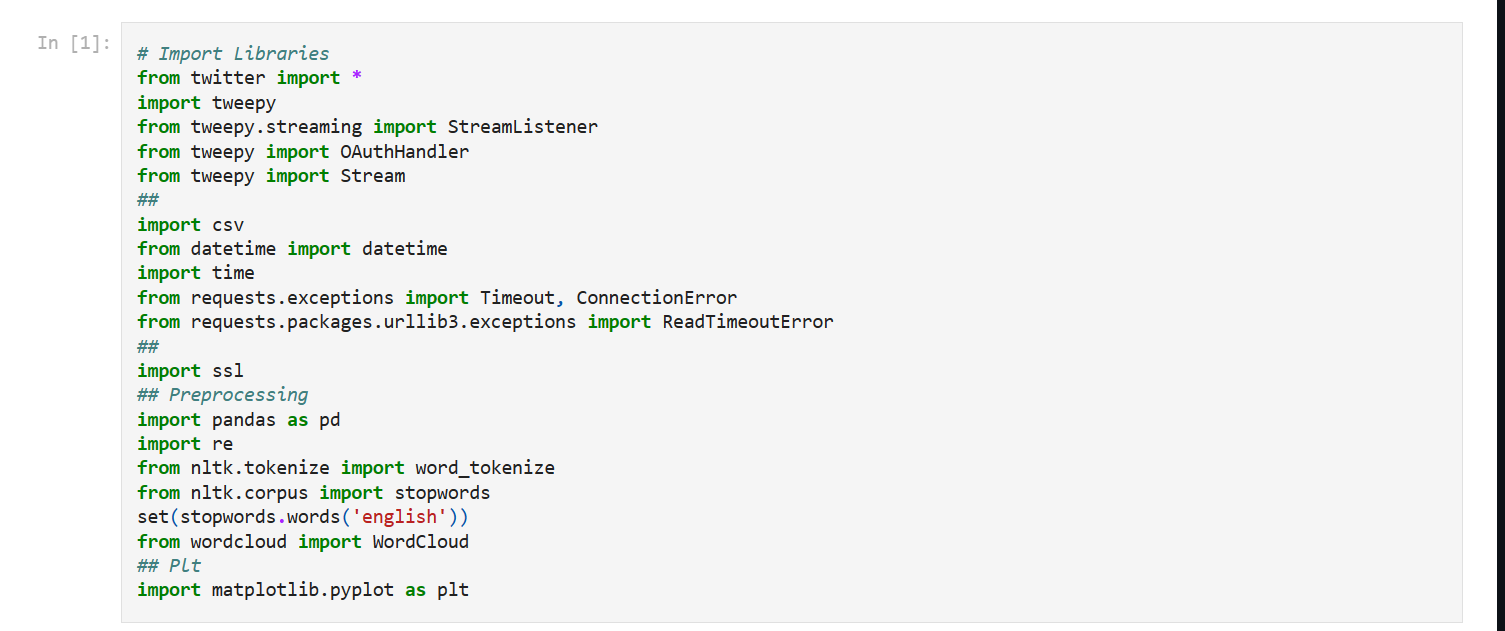 In [1]:
# Import Libraries
from twitter import *
import tweepy
from tweepy.streaming import StreamListener
from tweepy import OAuthHandler
from tweepy import Stream
##
import csv
from datetime import datetime
import time
from requests.exceptions import Timeout, ConnectionError
from requests.packages.urllib3.exceptions import ReadTimeoutError
##
import ssl
## Preprocessing
import pandas as pd
import re
from nltk.tokenize import word_tokenize
from nltk.corpus import stopwords
set(stopwords.words('english'))
from wordcloud import WordCloud
## Plt
import matplotlib.pyplot as plt